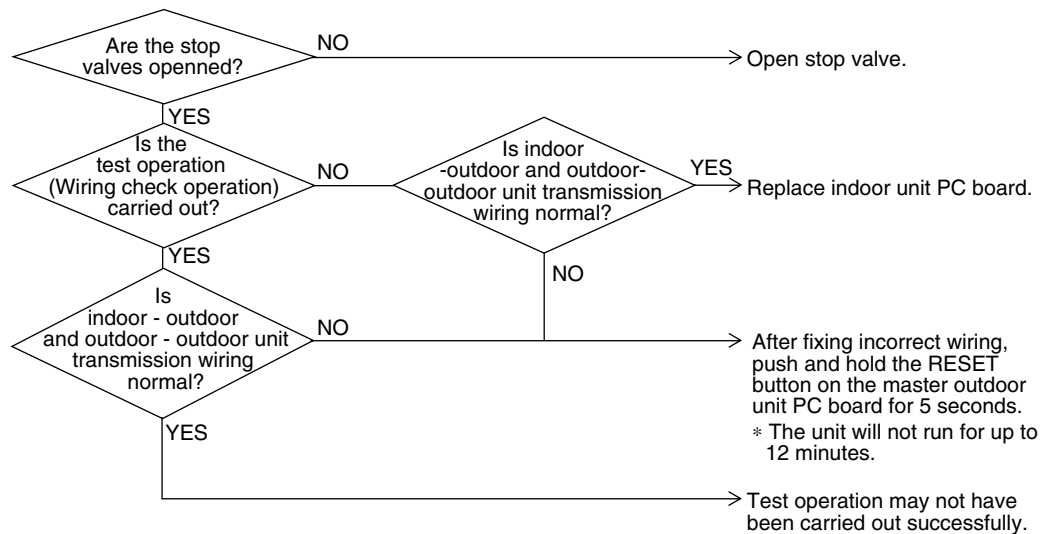 Are the stop
valves openned?
NO
Open stop valve.
YES
Is the
test operation
(Wiring check operation)
carried out?
NO
Is indoor
-outdoor and outdoor-
outdoor unit transmission
wiring normal?
YES
Replace indoor unit PC board.
YES
NO
Is
indoor - outdoor
and outdoor - outdoor unit
transmission wiring
normal?
NO
After fixing incorrect wiring,
push and hold the RESET
button on the master outdoor
unit PC board for 5 seconds.
* The unit will not run for up to
12 minutes.
YES
Test operation may not have
been carried out successfully.